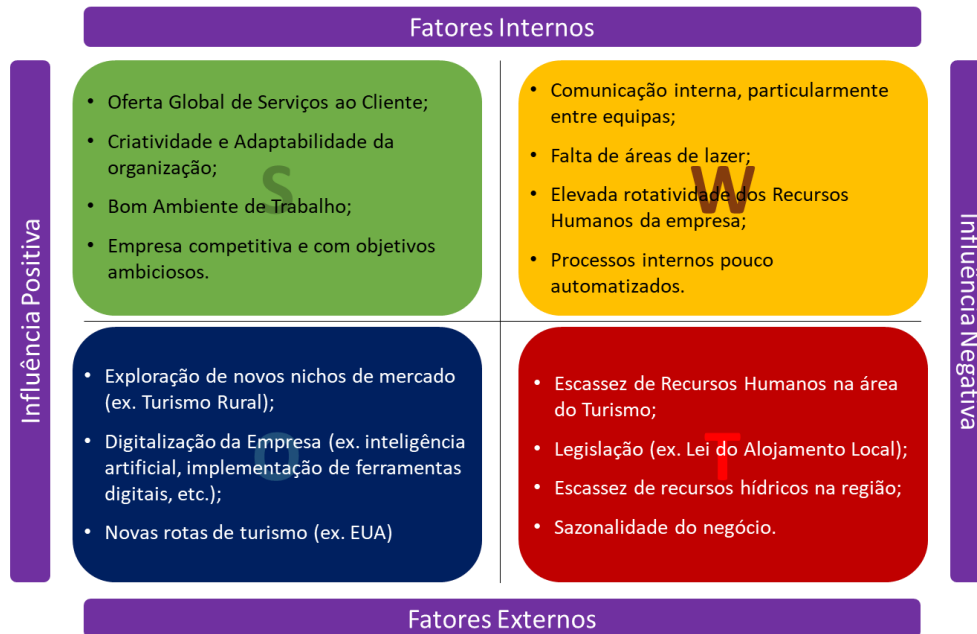 Fatores Internos
Influência Positiva
• Oferta Global de Serviços ao Cliente;
• Criatividade e Adaptabilidade da
organização;
• Bom Ambiente de Trabalho;
• Empresa competitiva e com objetivos
ambiciosos.
S
• Comunicação interna, particularmente
entre equipas;
• Falta de áreas de lazer;
• Elevada rotatividade dos Recursos
Humanos da empresa;
• Processos internos pouco
automatizados.
W
Influência Negativa
• Exploração de novos nichos de mercado
(ex. Turismo Rural);
• Digitalização da Empresa (ex. inteligência
artificial, implementação de ferramentas
digitais, etc.);
• Novas rotas de turismo (ex. EUA)
O
• Escassez de Recursos Humanos na área
do Turismo;
• Legislação (ex. Lei do Alojamento Local);
• Escassez de recursos hídricos na região;
• Sazonalidade do negócio.
T
Fatores Externos